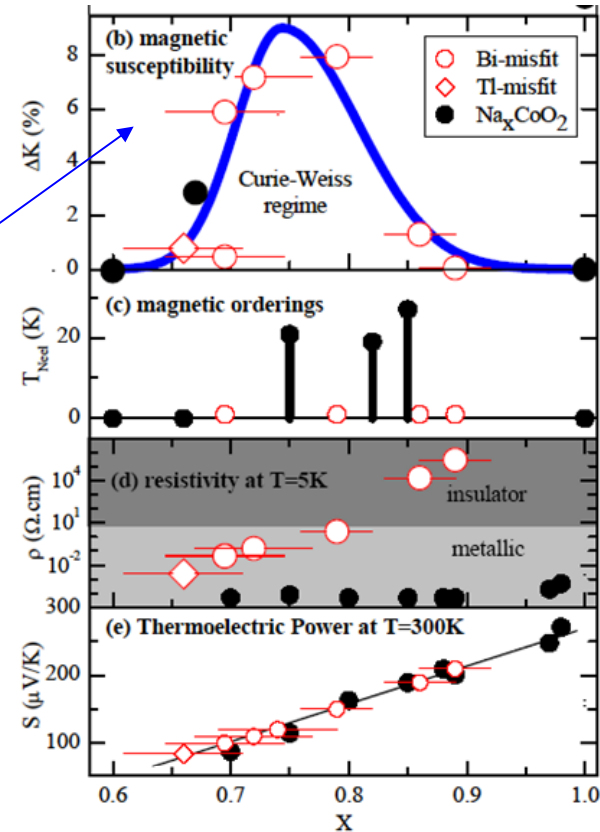 (b) magnetic
susceptibility
Bi-misfit
Tl-misfit
NaxCoO2
Curie-Weiss
regime
ΔK (%)
8
6
4
2
0
(c) magnetic orderings
TNeel (K)
20
0
(d) resistivity at T=5K
insulator
metallic
ρ (Ω.cm)
10^4
10^1
10^-2
300
(e) Thermoelectric Power at T=300K
S (μV/K)
200
100
0.6 0.7 0.8 0.9 1.0
X